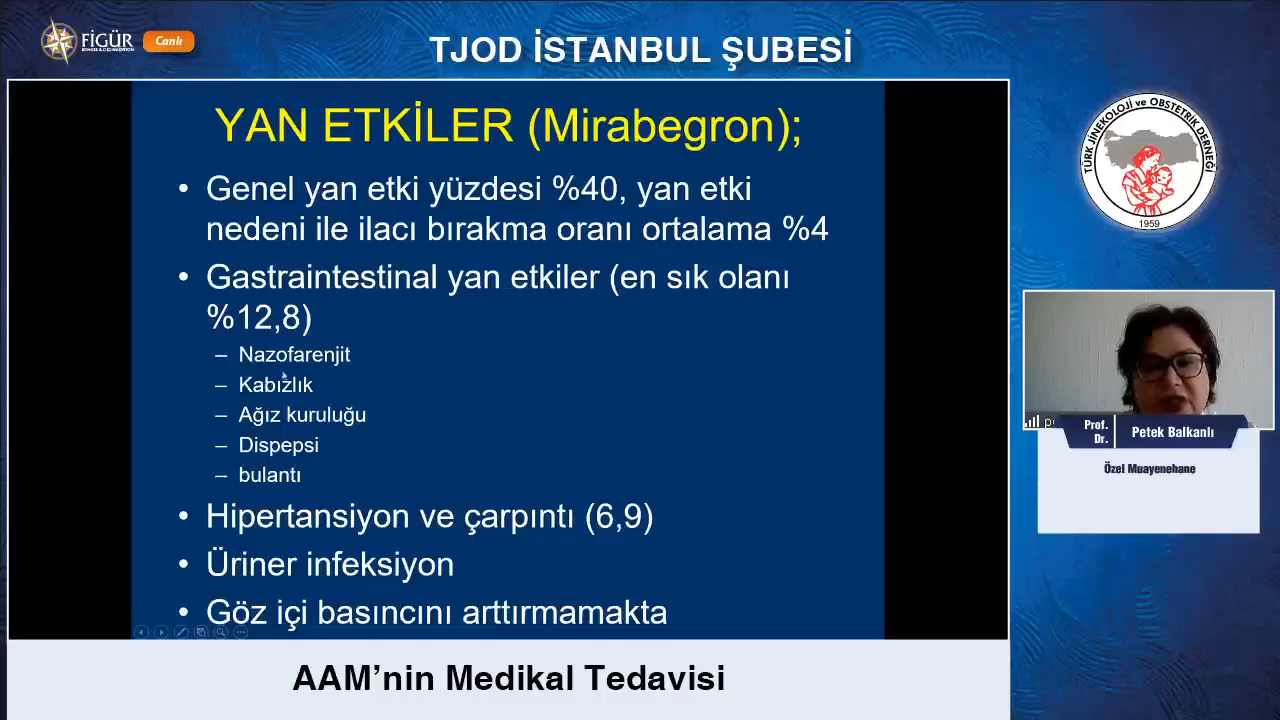 FİGÜR
Canlı
TJOD İSTANBUL ŞUBESİ
YAN ETKİLER (Mirabegron);
• Genel yan etki yüzdesi %40, yan etki
nedeni ile ilacı bırakma oranı ortalama %4
• Gastraintestinal yan etkiler (en sık olanı
%12,8)
– Nazofarenjit
– Kabızlık
– Ağız kuruluğu
– Dispepsi
– bulantı
• Hipertansiyon ve çarpıntı (6,9)
• Üriner infeksiyon
• Göz içi basıncını arttırmamakta
TÜRK JİNEKOLOJİ ve OBSTETRİK DERNEĞİ
1959
Prof.
Dr.
Petek Balkanlı
Özel Muayenehane
AAM’nin Medikal Tedavisi